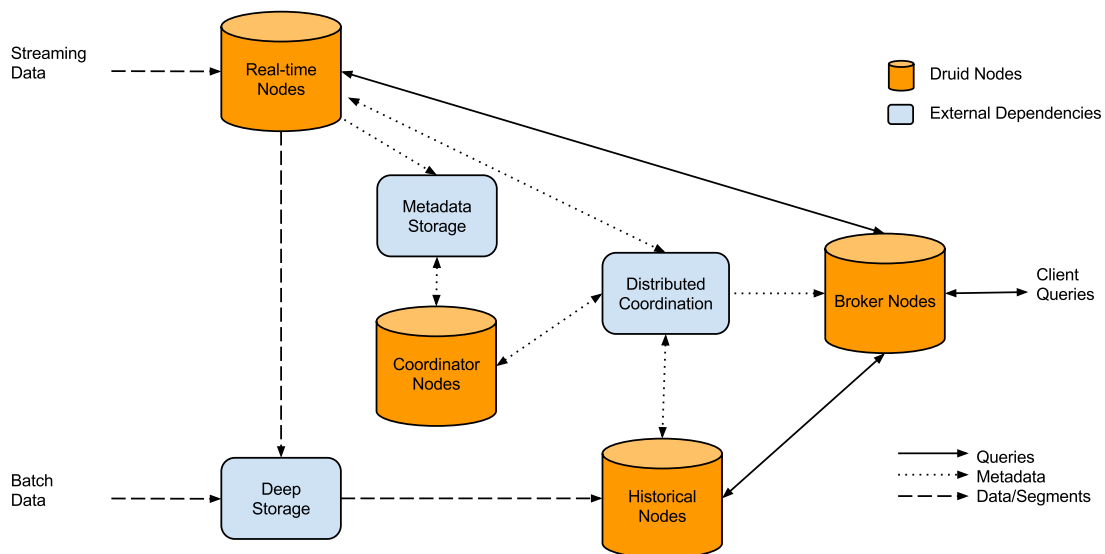 Streaming
Data
Real-time
Nodes
Druid Nodes
External Dependencies
Metadata
Storage
Distributed
Coordination
Broker Nodes
Client
Queries
Coordinator
Nodes
Batch
Data
Deep
Storage
Historical
Nodes
Queries
Metadata
Data/Segments